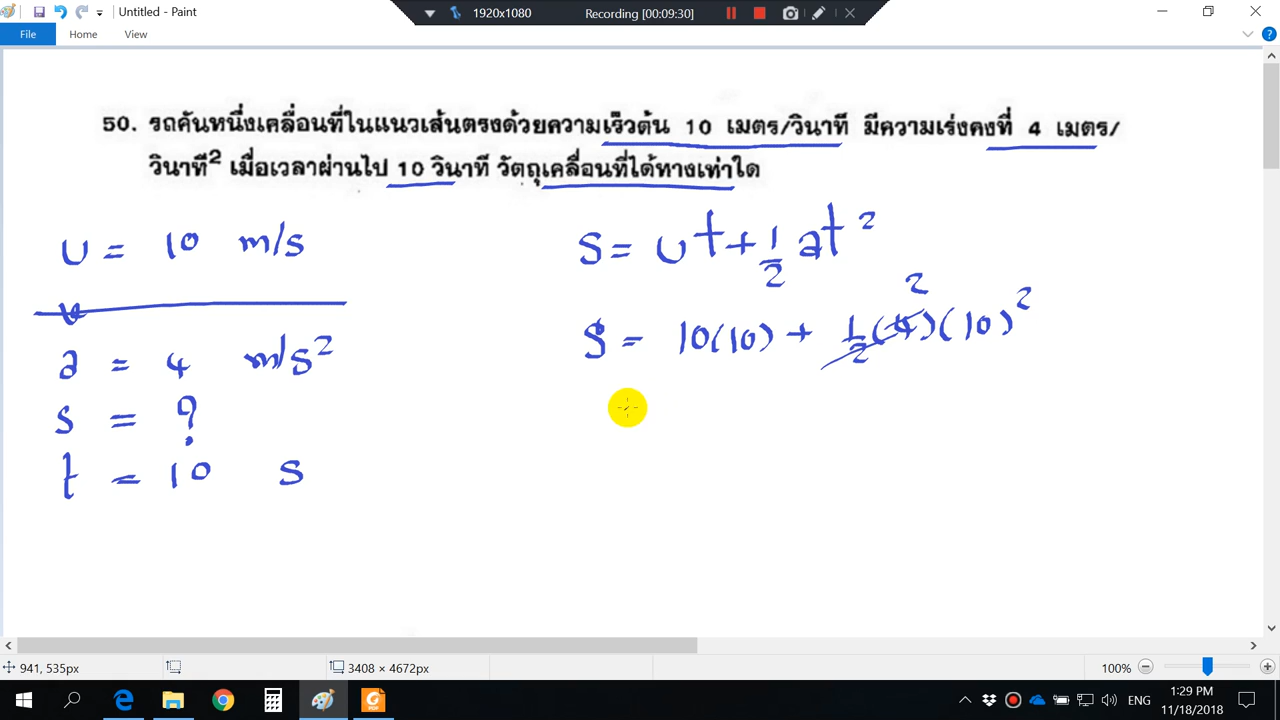 Untitled - Paint
1920x1080
Recording [00:09:30]
File Home View
50. รถคันหนึ่งเคลื่อนที่ในแนวเส้นตรงด้วยความเร็วต้น 10 เมตร/วินาที มีความเร่งคงที่ 4 เมตร/
วินาที² เมื่อเวลาผ่านไป 10 วินาที วัตถุเคลื่อนที่ได้ทางเท่าใด
u = 10 m/s
v
a = 4 m/s²
s = ?
t = 10 s
s = ut + 1/2 at²
2
s = 10(10) + 1/2 (4)(10)²
941, 535px
3408 × 4672px
100%
ENG
1:29 PM
11/18/2018